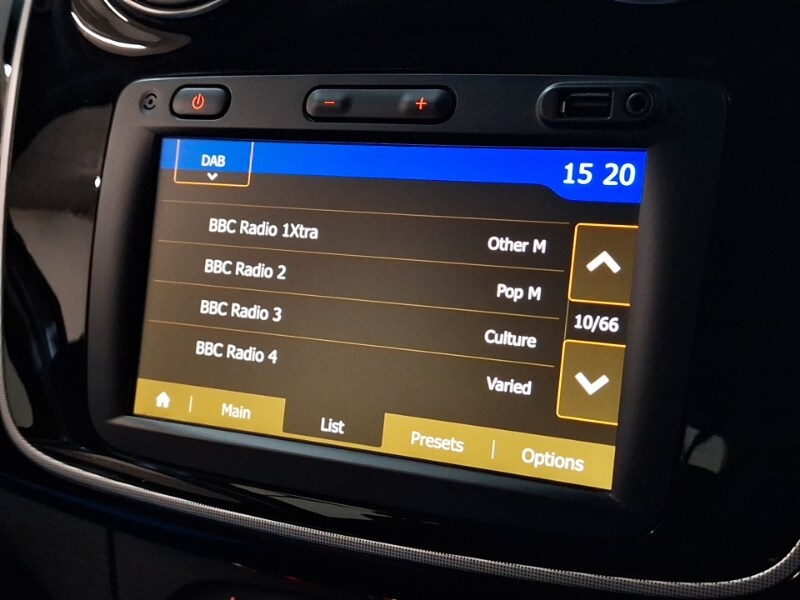 DAB
15 20
BBC Radio 1Xtra Other M
BBC Radio 2 Pop M
10/66
BBC Radio 3 Culture
BBC Radio 4 Varied
Main | List Presets | Options